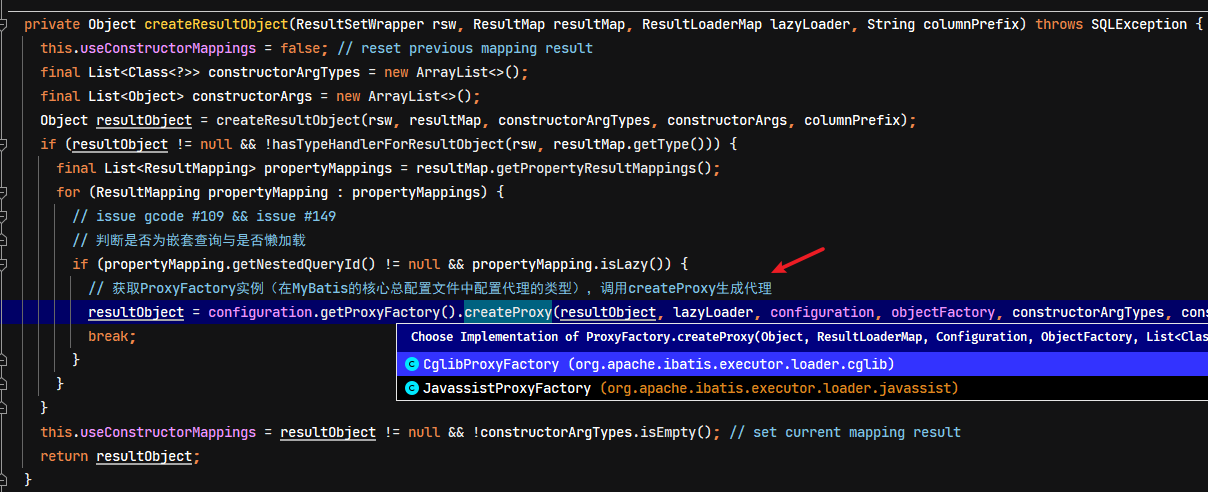 private Object createResultObject(ResultSetWrapper rsw, ResultMap resultMap, ResultLoaderMap lazyLoader, String columnPrefix) throws SQLException {
this.useConstructorMappings = false; // reset previous mapping result
final List<Class<?>> constructorArgTypes = new ArrayList<>();
final List<Object> constructorArgs = new ArrayList<>();
Object resultObject = createResultObject(rsw, resultMap, constructorArgTypes, constructorArgs, columnPrefix);
if (resultObject != null && !hasTypeHandlerForResultObject(rsw, resultMap.getType())) {
final List<ResultMapping> propertyMappings = resultMap.getPropertyResultMappings();
for (ResultMapping propertyMapping : propertyMappings) {
// issue gcode #109 && issue #149
// 判断是否为嵌套查询与是否懒加载
if (propertyMapping.getNestedQueryId() != null && propertyMapping.isLazy()) {
// 获取ProxyFactory实例（在MyBatis的核心总配置文件中配置代理的类型），调用createProxy生成代理
resultObject = configuration.getProxyFactory().createProxy(resultObject, lazyLoader, configuration, objectFactory, constructorArgTypes, cons
break;
Choose Implementation of ProxyFactory.createProxy(Object, ResultLoaderMap, Configuration, ObjectFactory, List<Clas
}
CglibProxyFactory (org.apache.ibatis.executor.loader.cglib)
}
JavassistProxyFactory (org.apache.ibatis.executor.loader.javassist)
}
this.useConstructorMappings = resultObject != null && !constructorArgTypes.isEmpty(); // set current mapping result
return resultObject;
}